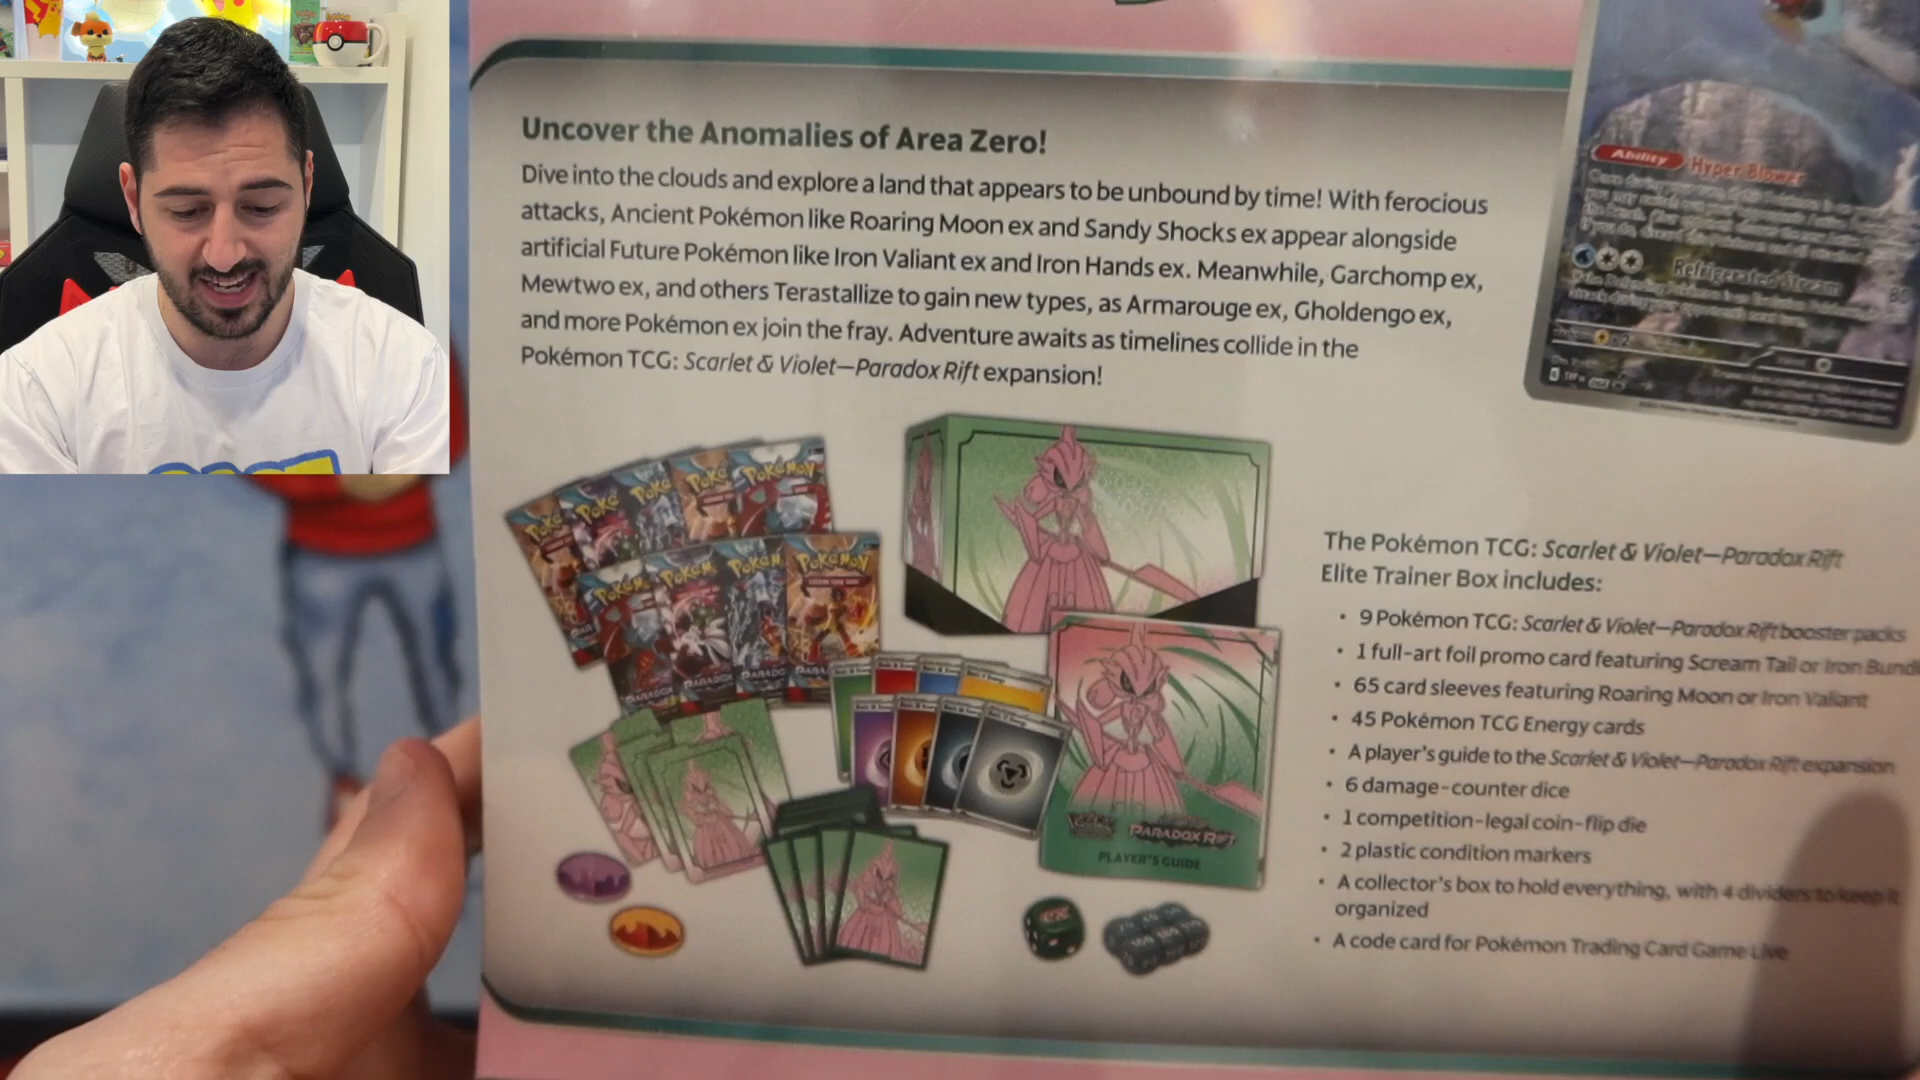 Uncover the Anomalies of Area Zero!
Dive into the clouds and explore a land that appears to be unbound by time! With ferocious
attacks, Ancient Pokémon like Roaring Moon ex and Sandy Shocks ex appear alongside
artificial Future Pokémon like Iron Valiant ex and Iron Hands ex. Meanwhile, Garchomp ex,
Mewtwo ex, and others Terastallize to gain new types, as Armarouge ex, Gholdengo ex,
and more Pokémon ex join the fray. Adventure awaits as timelines collide in the
Pokémon TCG: Scarlet & Violet—Paradox Rift expansion!
Ability Hyper Blower
Refrigerated Stream 80
The Pokémon TCG: Scarlet & Violet—Paradox Rift
Elite Trainer Box includes:
• 9 Pokémon TCG: Scarlet & Violet—Paradox Rift booster packs
• 1 full-art foil promo card featuring Scream Tail or Iron Bundl
• 65 card sleeves featuring Roaring Moon or Iron Valiant
• 45 Pokémon TCG Energy cards
• A player's guide to the Scarlet & Violet—Paradox Rift expansion
• 6 damage-counter dice
• 1 competition-legal coin-flip die
• 2 plastic condition markers
• A collector's box to hold everything, with 4 dividers to keep it
organized
• A code card for Pokémon Trading Card Game Live
Pokémon
Pokémon
PARADOX RIFT
PLAYER'S GUIDE
ex